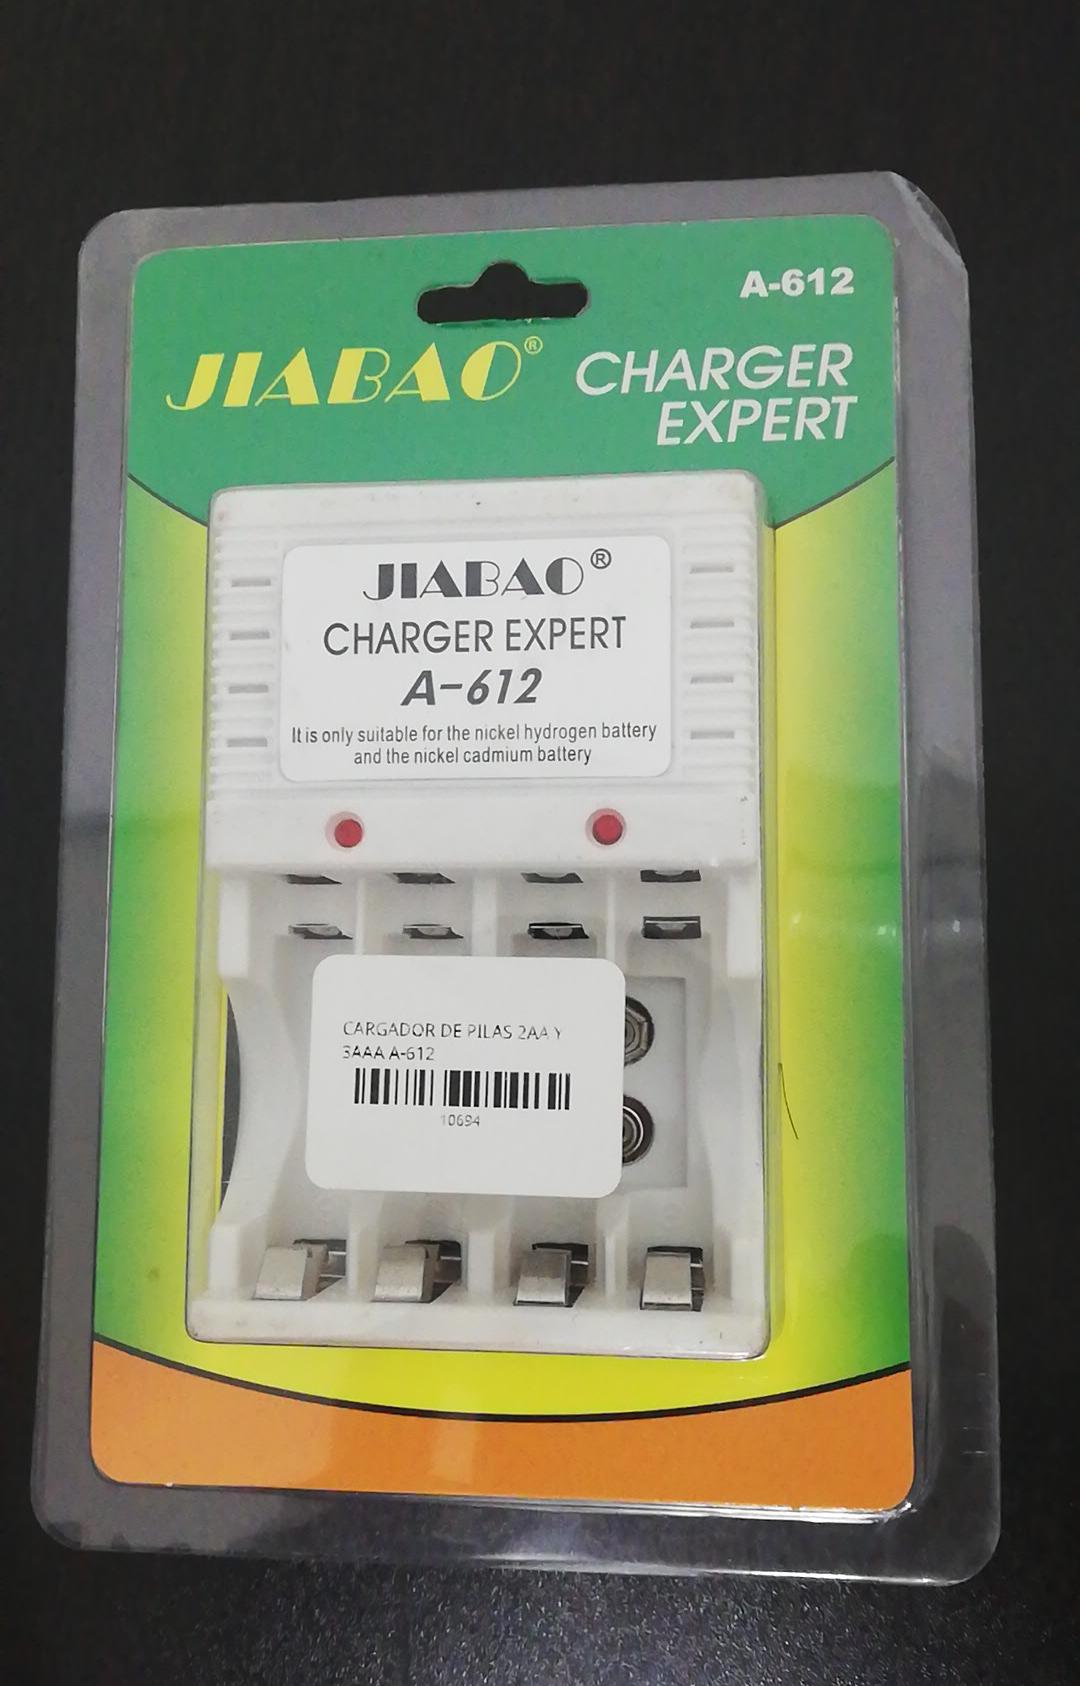 A-612
JIABAO®
CHARGER
EXPERT
JIABAO®
CHARGER EXPERT
A-612
It is only suitable for the nickel hydrogen battery
and the nickel cadmium battery
CARGADOR DE PILAS 2AA Y
3AAA A-612
10694